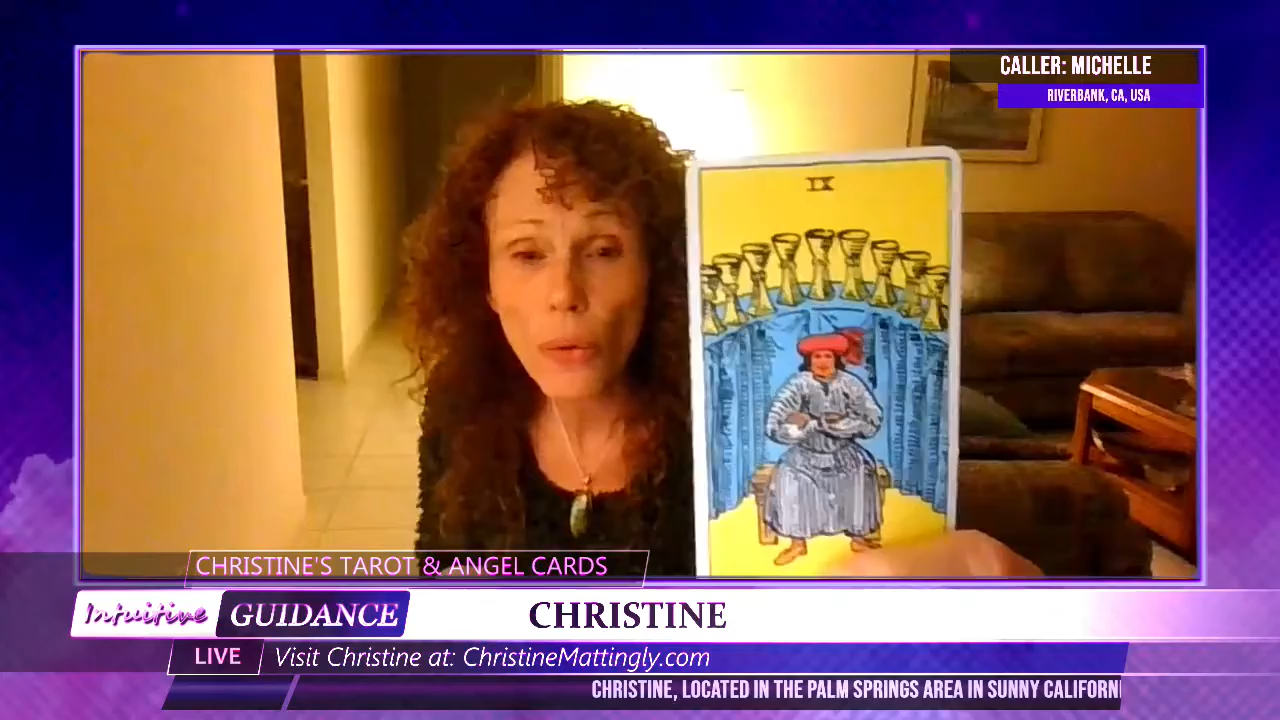 CALLER: MICHELLE
RIVERBANK, CA, USA
IX
CHRISTINE'S TAROT & ANGEL CARDS
Intuitive GUIDANCE
CHRISTINE
LIVE
Visit Christine at: ChristineMattingly.com
CHRISTINE, LOCATED IN THE PALM SPRINGS AREA IN SUNNY CALIFORN